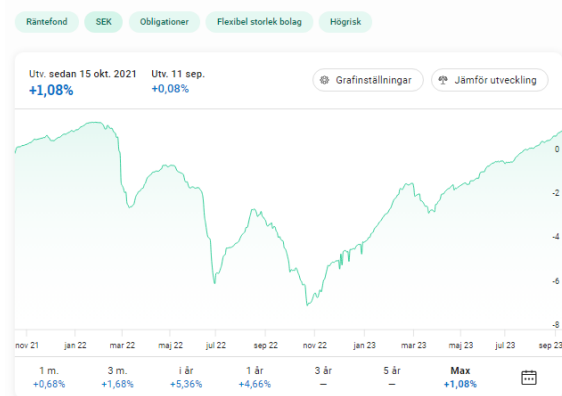 Räntefond SEK Obligationer Flexibel storlek bolag Högrisk
Utv. sedan 15 okt. 2021 Utv. 11 sep.
+1,08% +0,08%
Grafinställningar Jämför utveckling
0
-2
-4
-6
-8
nov 21 jan 22 mar 22 maj 22 jul 22 sep 22 nov 22 jan 23 mar 23 maj 23 jul 23 sep 23
1 m. 3 m. i år 1 år 3 år 5 år Max
+0,68% +1,68% +5,36% +4,66% – – +1,08%